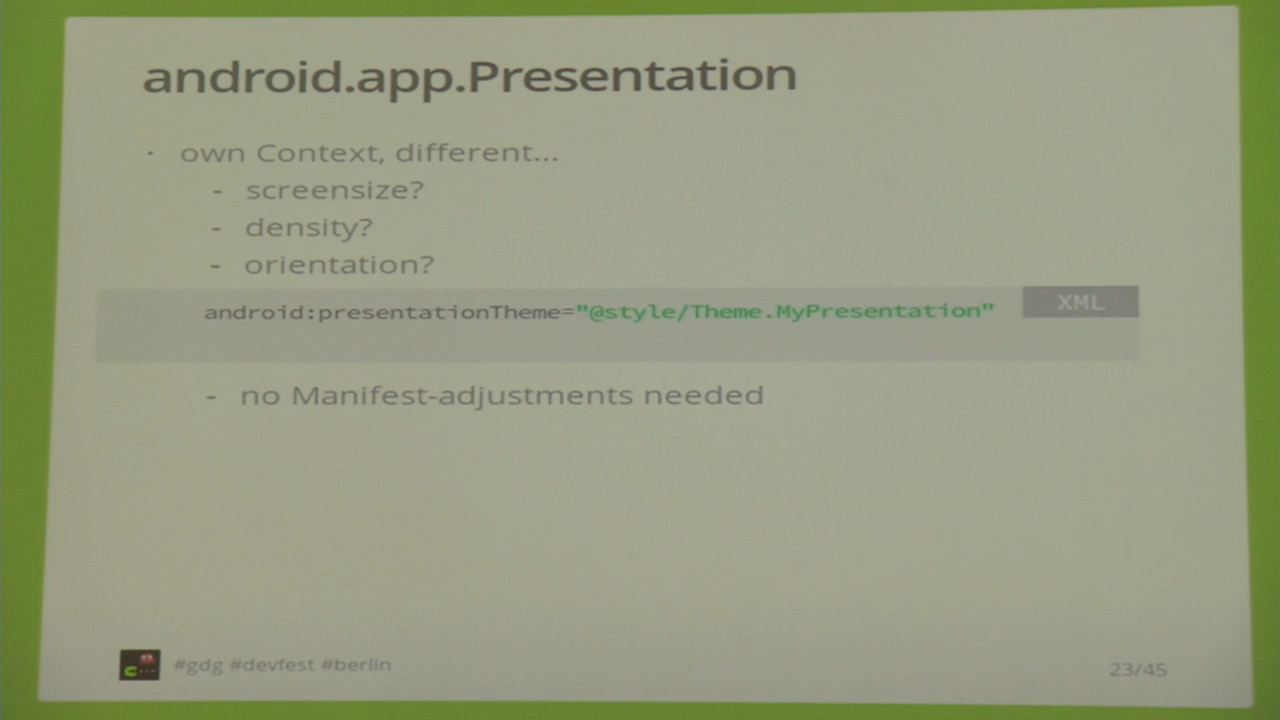 android.app.Presentation
· own Context, different...
- screensize?
- density?
- orientation?
android:presentationTheme="@style/Theme.MyPresentation"
XML
- no Manifest-adjustments needed
#gdg #devfest #berlin
23/45